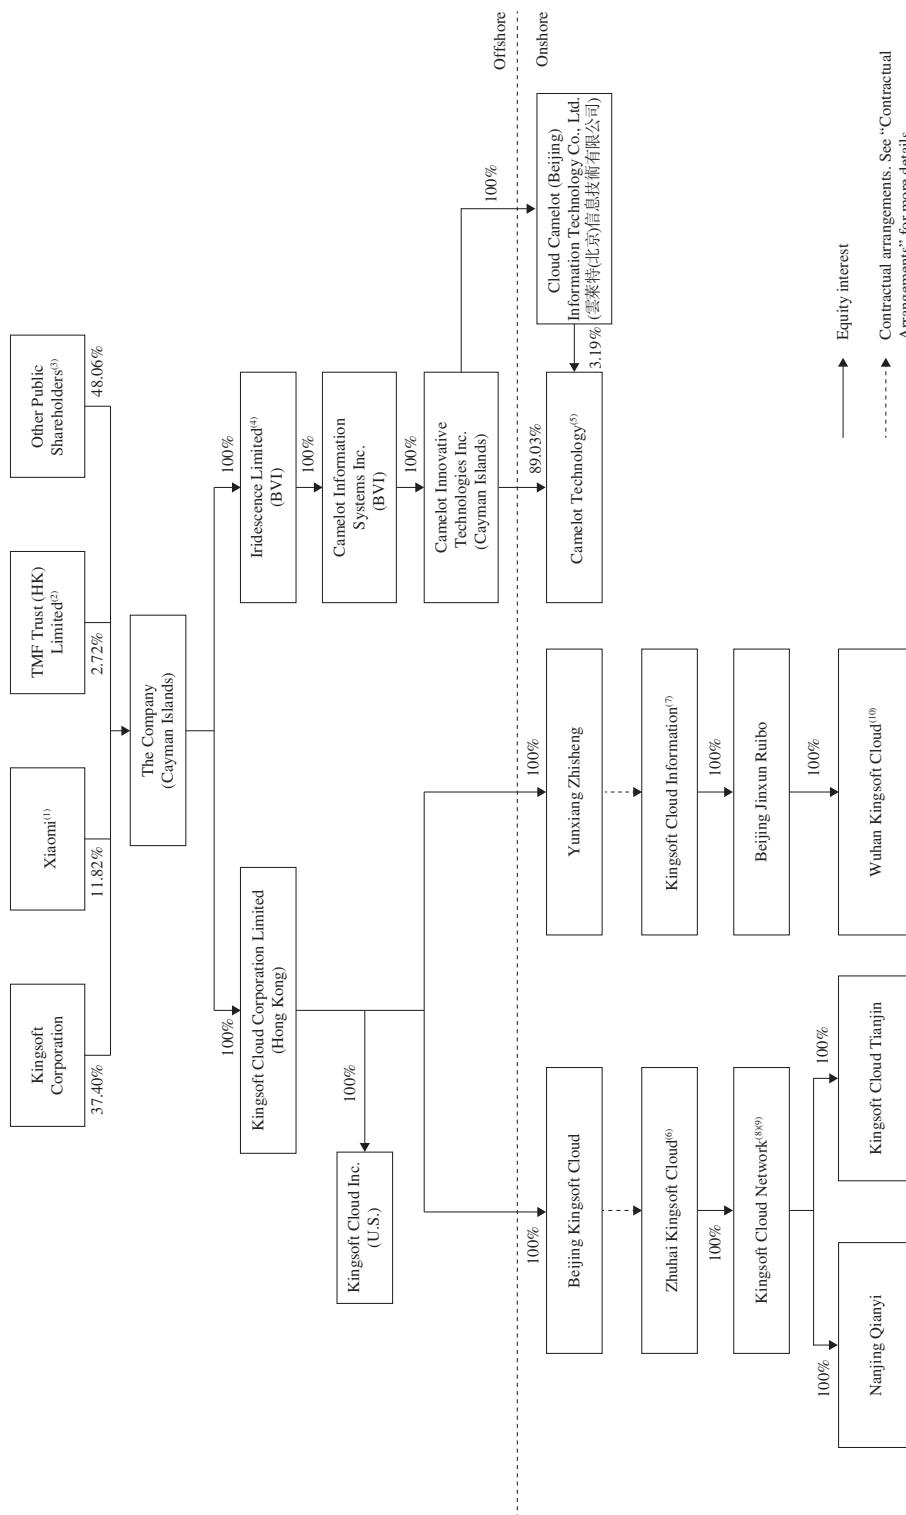 Kingsoft
Corporation
Xiaomi(1)
TMF Trust (HK)
Limited(2)
Other Public
Shareholders(3)
37.40%
11.82%
2.72%
48.06%
The Company
(Cayman Islands)
100%
100%
Kingsoft Cloud Corporation Limited
(Hong Kong)
Iridescence Limited(4)
(BVI)
100%
100%
Kingsoft Cloud Inc.
(U.S.)
Camelot Information
Systems Inc.
(BVI)
100%
Camelot Innovative
Technologies Inc.
(Cayman Islands)
100%
Offshore
Onshore
100%
100%
89.03%
Beijing Kingsoft Cloud
Yunxiang Zhisheng
Camelot Technology(5)
3.19%
Cloud Camelot (Beijing)
Information Technology Co., Ltd.
(雲萊特(北京)信息技術有限公司)
Zhuhai Kingsoft Cloud(6)
Kingsoft Cloud Information(7)
100%
100%
Kingsoft Cloud Network(8)(9)
Beijing Jinxun Ruibo
100%
100%
100%
Nanjing Qianyi
Kingsoft Cloud Tianjin
Wuhan Kingsoft Cloud(10)
Equity interest
Contractual arrangements. See “Contractual
Arrangements” for more details